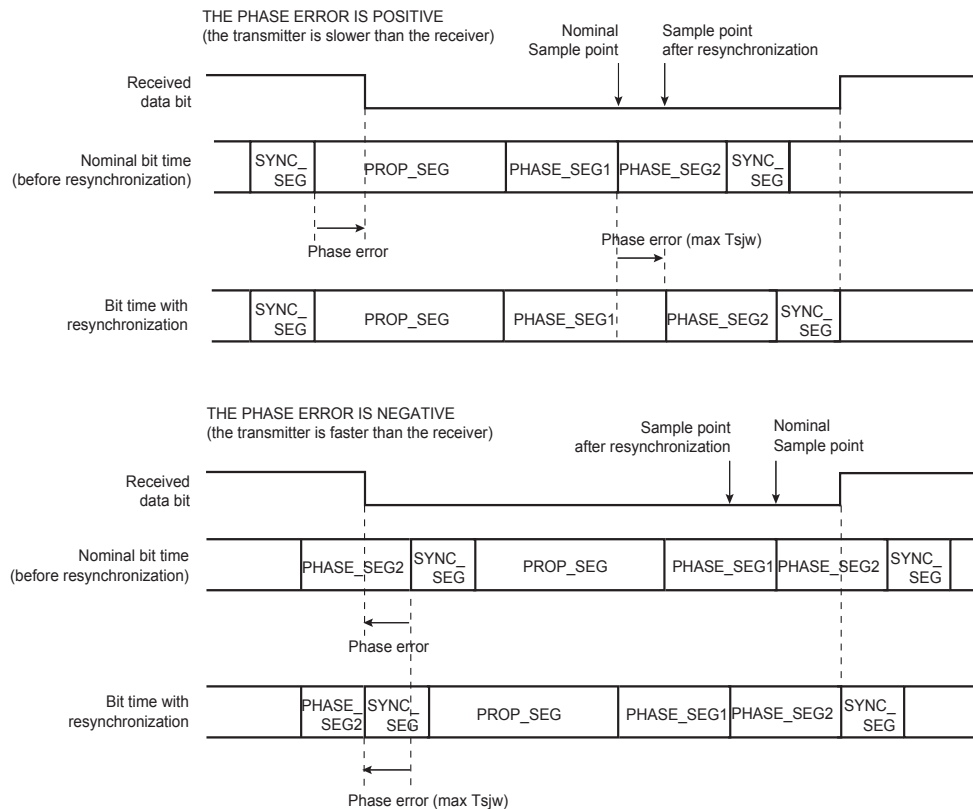 THE PHASE ERROR IS POSITIVE
(the transmitter is slower than the receiver)
Nominal
Sample point
Sample point
after resynchronization
Received
data bit
Nominal bit time
(before resynchronization)
SYNC_
SEG
PROP_SEG
PHASE_SEG1
PHASE_SEG2
SYNC_
SEG
Phase error
Phase error (max Tsjw)
Bit time with
resynchronization
SYNC_
SEG
PROP_SEG
PHASE_SEG1
PHASE_SEG2
SYNC_
SEG
THE PHASE ERROR IS NEGATIVE
(the transmitter is faster than the receiver)
Sample point
after resynchronization
Nominal
Sample point
Received
data bit
Nominal bit time
(before resynchronization)
PHASE_SEG2
SYNC_
SEG
PROP_SEG
PHASE_SEG1
PHASE_SEG2
SYNC_
SEG
Phase error
Bit time with
resynchronization
PHASE_
SEG2
SYNC_
SEG
PROP_SEG
PHASE_SEG1
PHASE_SEG2
SYNC_
SEG
Phase error (max Tsjw)